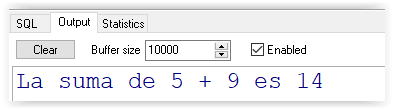 SQL Output Statistics
Clear Buffer size 10000 Enabled
La suma de 5 + 9 es 14